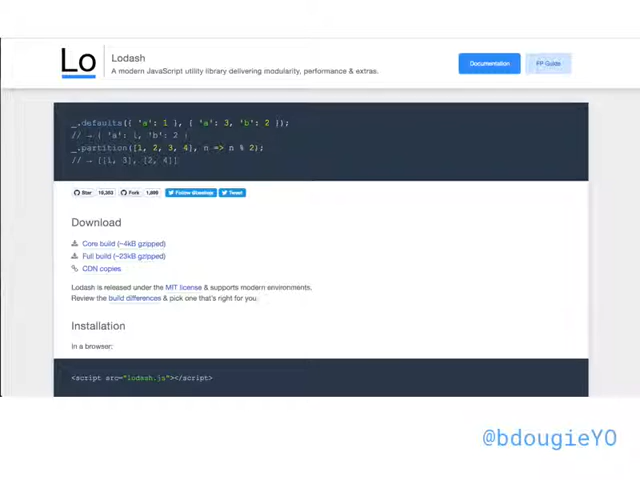 Lo
Lodash
A modern JavaScript utility library delivering modularity, performance & extras.
Documentation
FP Guide
_.defaults({ 'a': 1 }, { 'a': 3, 'b': 2 });
// → { 'a': 1, 'b': 2 }
_.partition([1, 2, 3, 4], n => n % 2);
// → [[1, 3], [2, 4]]
Star
Fork
Tweet
Download
Core build (~4kB gzipped)
Full build (~23kB gzipped)
CDN copies
Lodash is released under the MIT license & supports modern environments.
Review the build differences & pick one that's right for you.
Installation
In a browser:
<script src="lodash.js"></script>
@bdougieYO